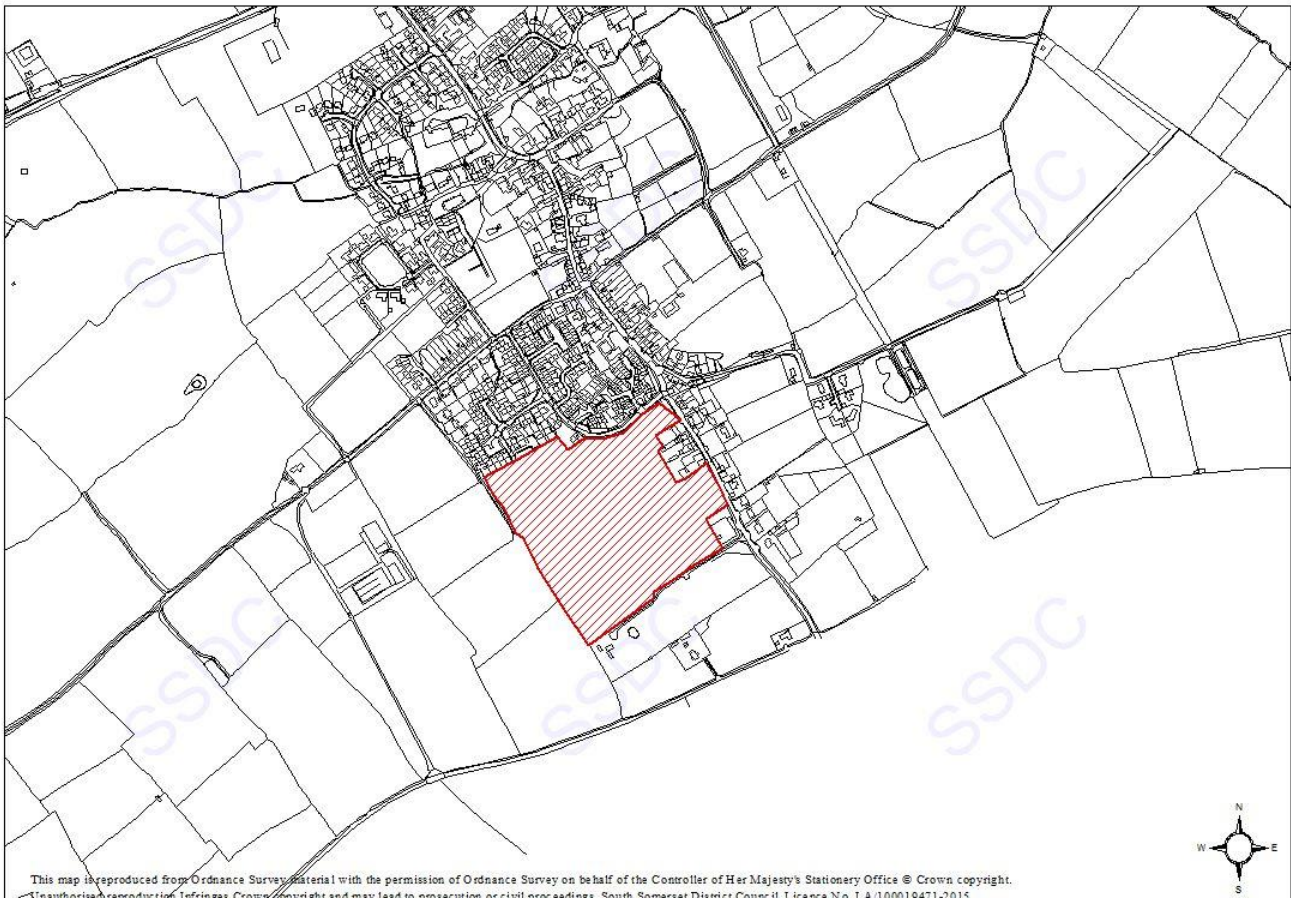 SSDC
SSDC
SSDC
SSDC
SSDC
SSDC
N
W E
S
This map is reproduced from Ordnance Survey material with the permission of Ordnance Survey on behalf of the Controller of Her Majesty's Stationery Office © Crown copyright.
Unauthorised reproduction infringes Crown copyright and may lead to prosecution or civil proceedings. South Somerset District Council, Licence No. LA100019471-2015